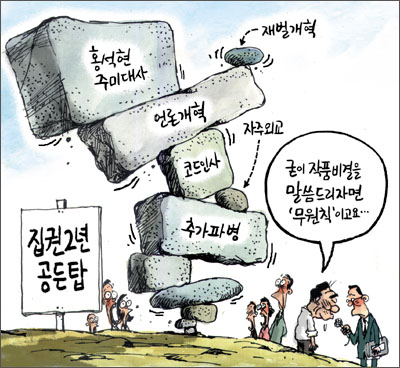 홍석현
주미대사
재벌개혁
언론개혁
자주외교
코드인사
추가파병
집권2년
공든탑
굳이 작품비결을
말씀드리자면
'무원칙'이고요...